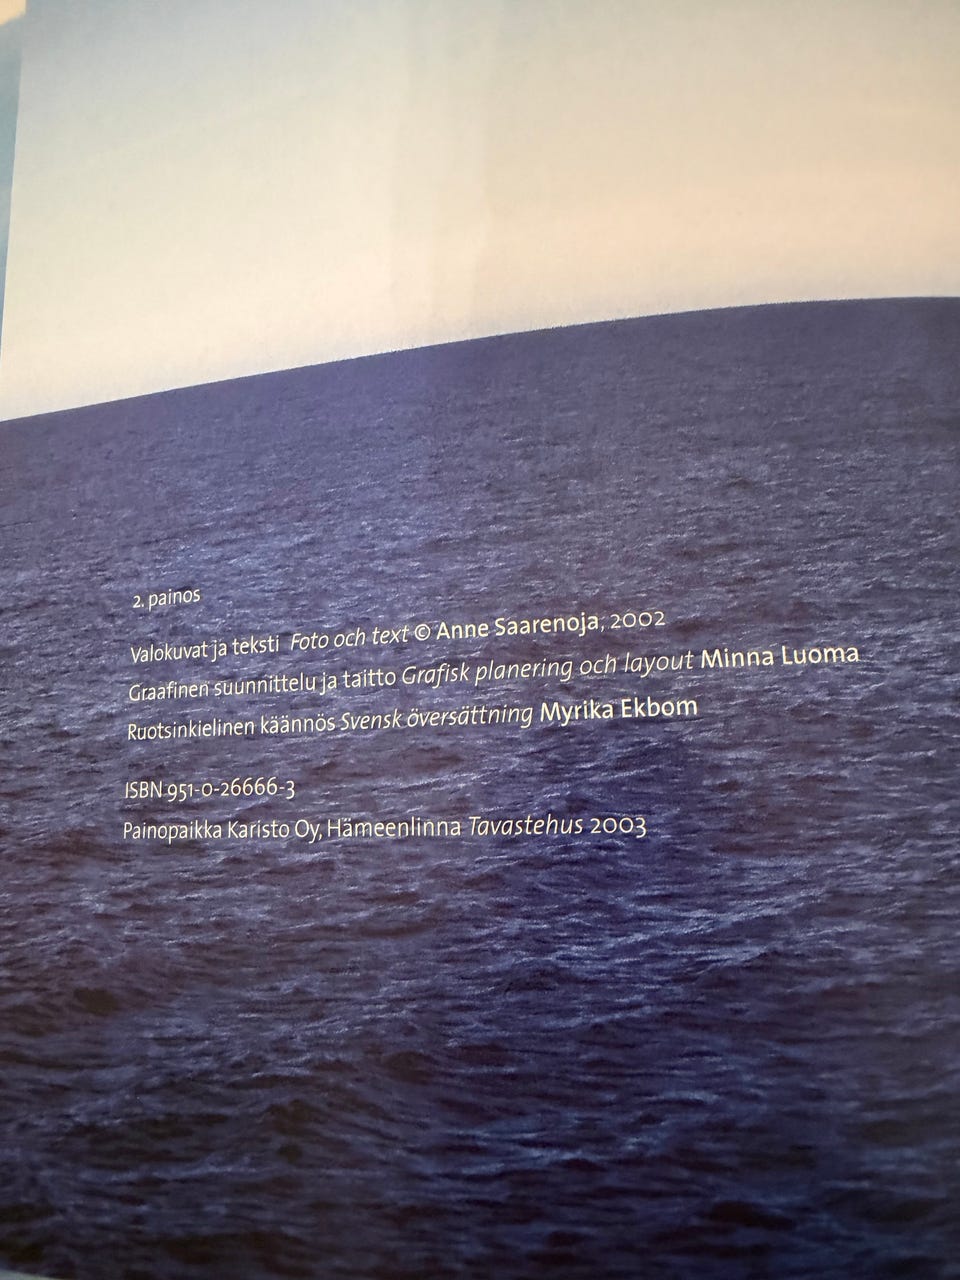 2. painos
Valokuvat ja teksti Foto och text © Anne Saarenoja, 2002
Graafinen suunnittelu ja taitto Grafisk planering och layout Minna Luoma
Ruotsinkielinen käännös Svensk översättning Myrika Ekbom
ISBN 951-0-26666-3
Painopaikka Karisto Oy, Hämeenlinna Tavastehus 2003